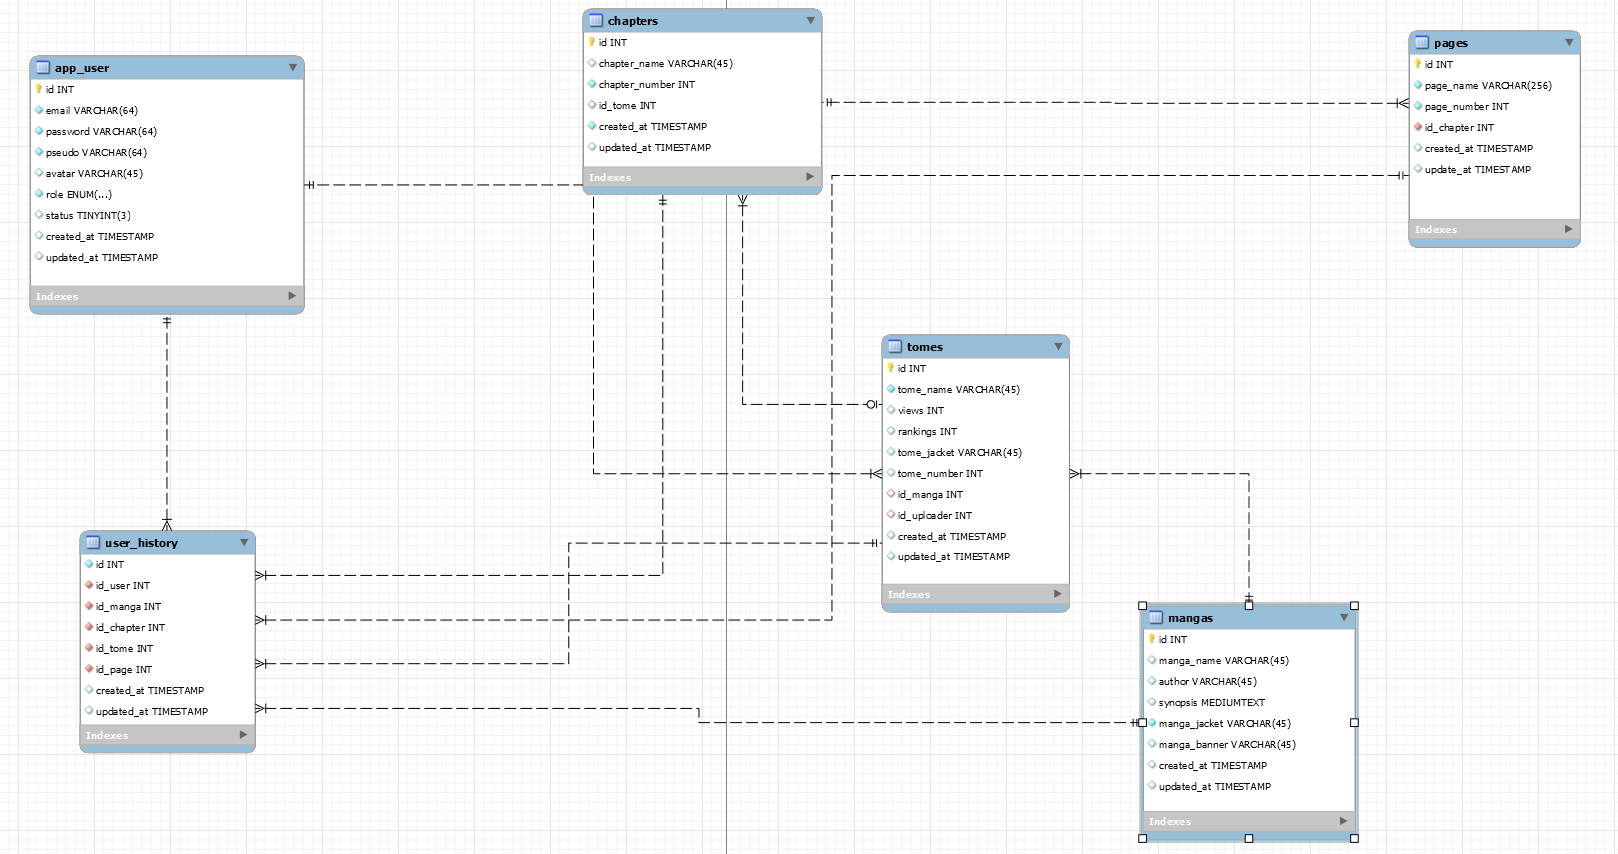 app_user
id INT
email VARCHAR(64)
password VARCHAR(64)
pseudo VARCHAR(64)
avatar VARCHAR(45)
role ENUM(...)
status TINYINT(3)
created_at TIMESTAMP
updated_at TIMESTAMP
Indexes
chapters
id INT
chapter_name VARCHAR(45)
chapter_number INT
id_tome INT
created_at TIMESTAMP
updated_at TIMESTAMP
Indexes
pages
id INT
page_name VARCHAR(256)
page_number INT
id_chapter INT
created_at TIMESTAMP
update_at TIMESTAMP
Indexes
tomes
id INT
tome_name VARCHAR(45)
views INT
rankings INT
tome_jacket VARCHAR(45)
tome_number INT
id_manga INT
id_uploader INT
created_at TIMESTAMP
updated_at TIMESTAMP
Indexes
user_history
id INT
id_user INT
id_manga INT
id_chapter INT
id_tome INT
id_page INT
created_at TIMESTAMP
updated_at TIMESTAMP
Indexes
mangas
id INT
manga_name VARCHAR(45)
author VARCHAR(45)
synopsis MEDIUMTEXT
manga_jacket VARCHAR(45)
manga_banner VARCHAR(45)
created_at TIMESTAMP
updated_at TIMESTAMP
Indexes